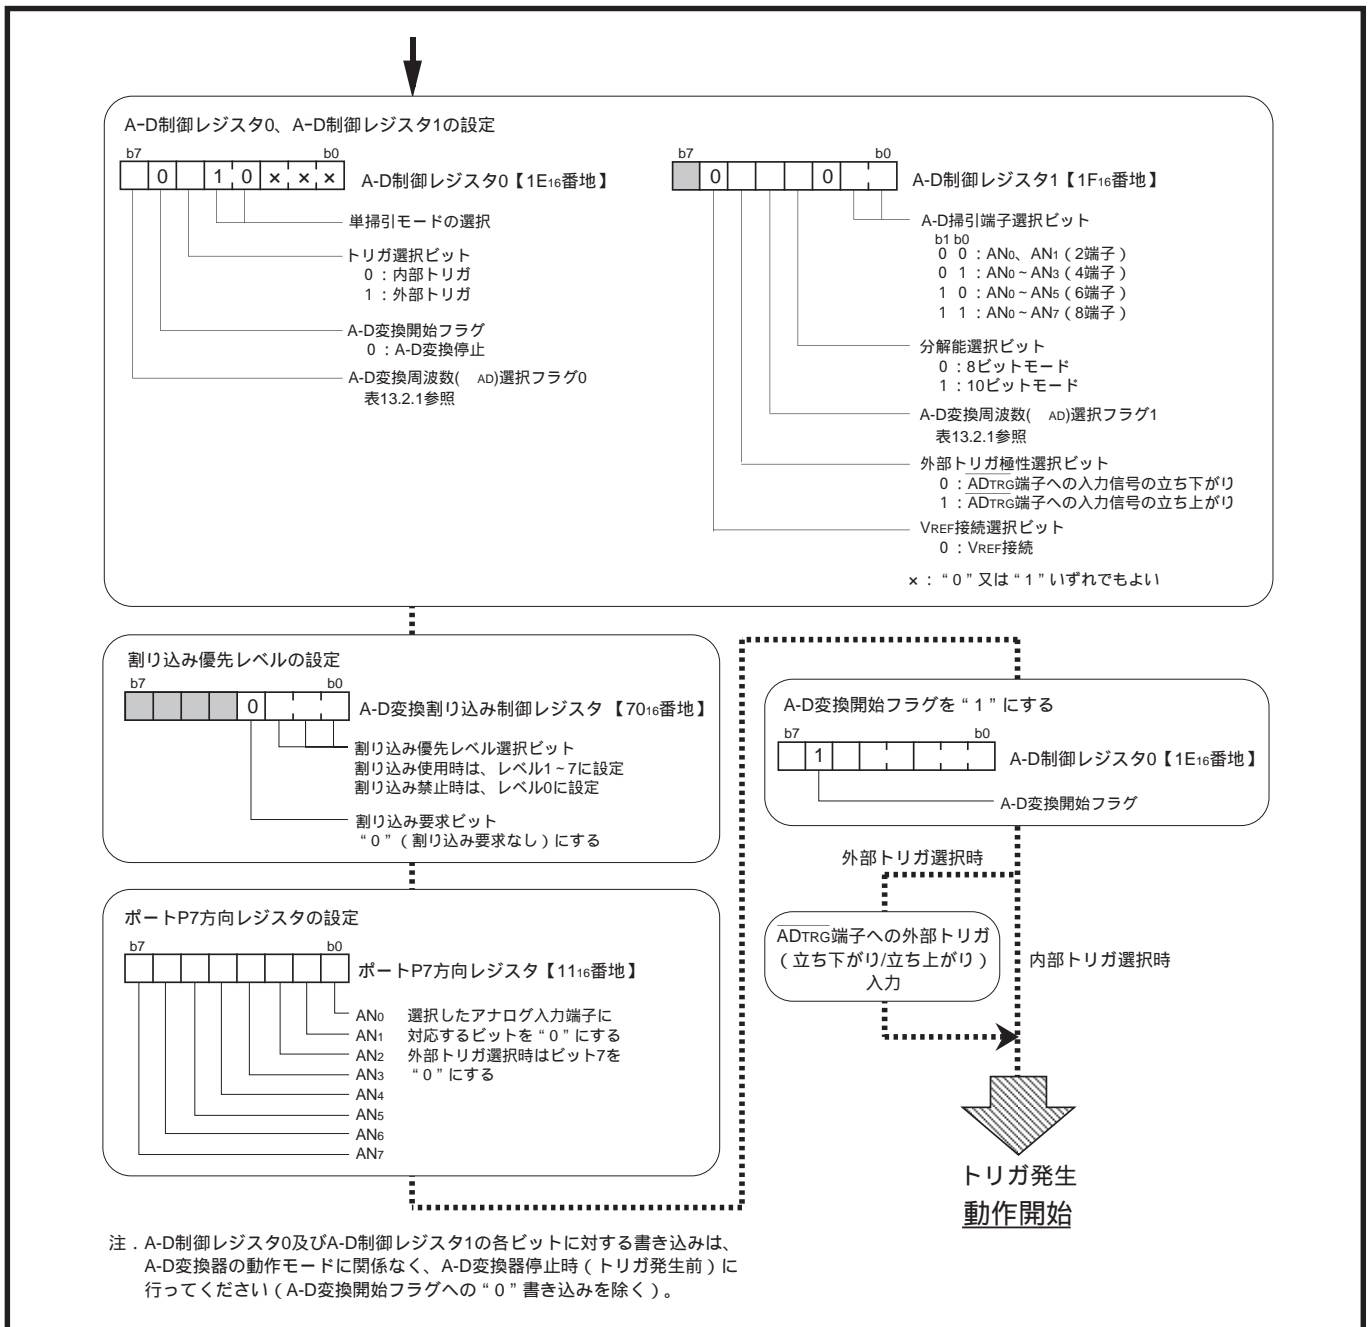 A-D制御レジスタ0、A-D制御レジスタ1の設定
b7 b0
0 1 0 × × ×
A-D制御レジスタ0【1E16番地】
単掃引モードの選択
トリガ選択ビット
0：内部トリガ
1：外部トリガ
A-D変換開始フラグ
0：A-D変換停止
A-D変換周波数( AD)選択フラグ0
表13.2.1参照
b7 b0
0 0
A-D制御レジスタ1【1F16番地】
A-D掃引端子選択ビット
b1 b0
0 0：AN0、AN1（2端子）
0 1：AN0~AN3（4端子）
1 0：AN0~AN5（6端子）
1 1：AN0~AN7（8端子）
分解能選択ビット
0：8ビットモード
1：10ビットモード
A-D変換周波数( AD)選択フラグ1
表13.2.1参照
外部トリガ極性選択ビット
0：ADTRG端子への入力信号の立ち下がり
1：ADTRG端子への入力信号の立ち上がり
VREF接続選択ビット
0：VREF接続
×：“0”又は“1”いずれでもよい
割り込み優先レベルの設定
b7 b0
0
A-D変換割り込み制御レジスタ【7016番地】
割り込み優先レベル選択ビット
割り込み使用時は、レベル1~7に設定
割り込み禁止時は、レベル0に設定
割り込み要求ビット
“0”（割り込み要求なし）にする
ポートP7方向レジスタの設定
b7 b0
ポートP7方向レジスタ【1116番地】
AN0 選択したアナログ入力端子に
AN1 対応するビットを“0”にする
AN2 外部トリガ選択時はビット7を
AN3 “0”にする
AN4
AN5
AN6
AN7
A-D変換開始フラグを“1”にする
b7 b0
1
A-D制御レジスタ0【1E16番地】
A-D変換開始フラグ
外部トリガ選択時
ADTRG端子への外部トリガ
（立ち下がり/立ち上がり）
入力
内部トリガ選択時
トリガ発生
動作開始
注．A-D制御レジスタ0及びA-D制御レジスタ1の各ビットに対する書き込みは、
A-D変換器の動作モードに関係なく、A-D変換器停止時（トリガ発生前）に
行ってください（A-D変換開始フラグへの“0”書き込みを除く）。